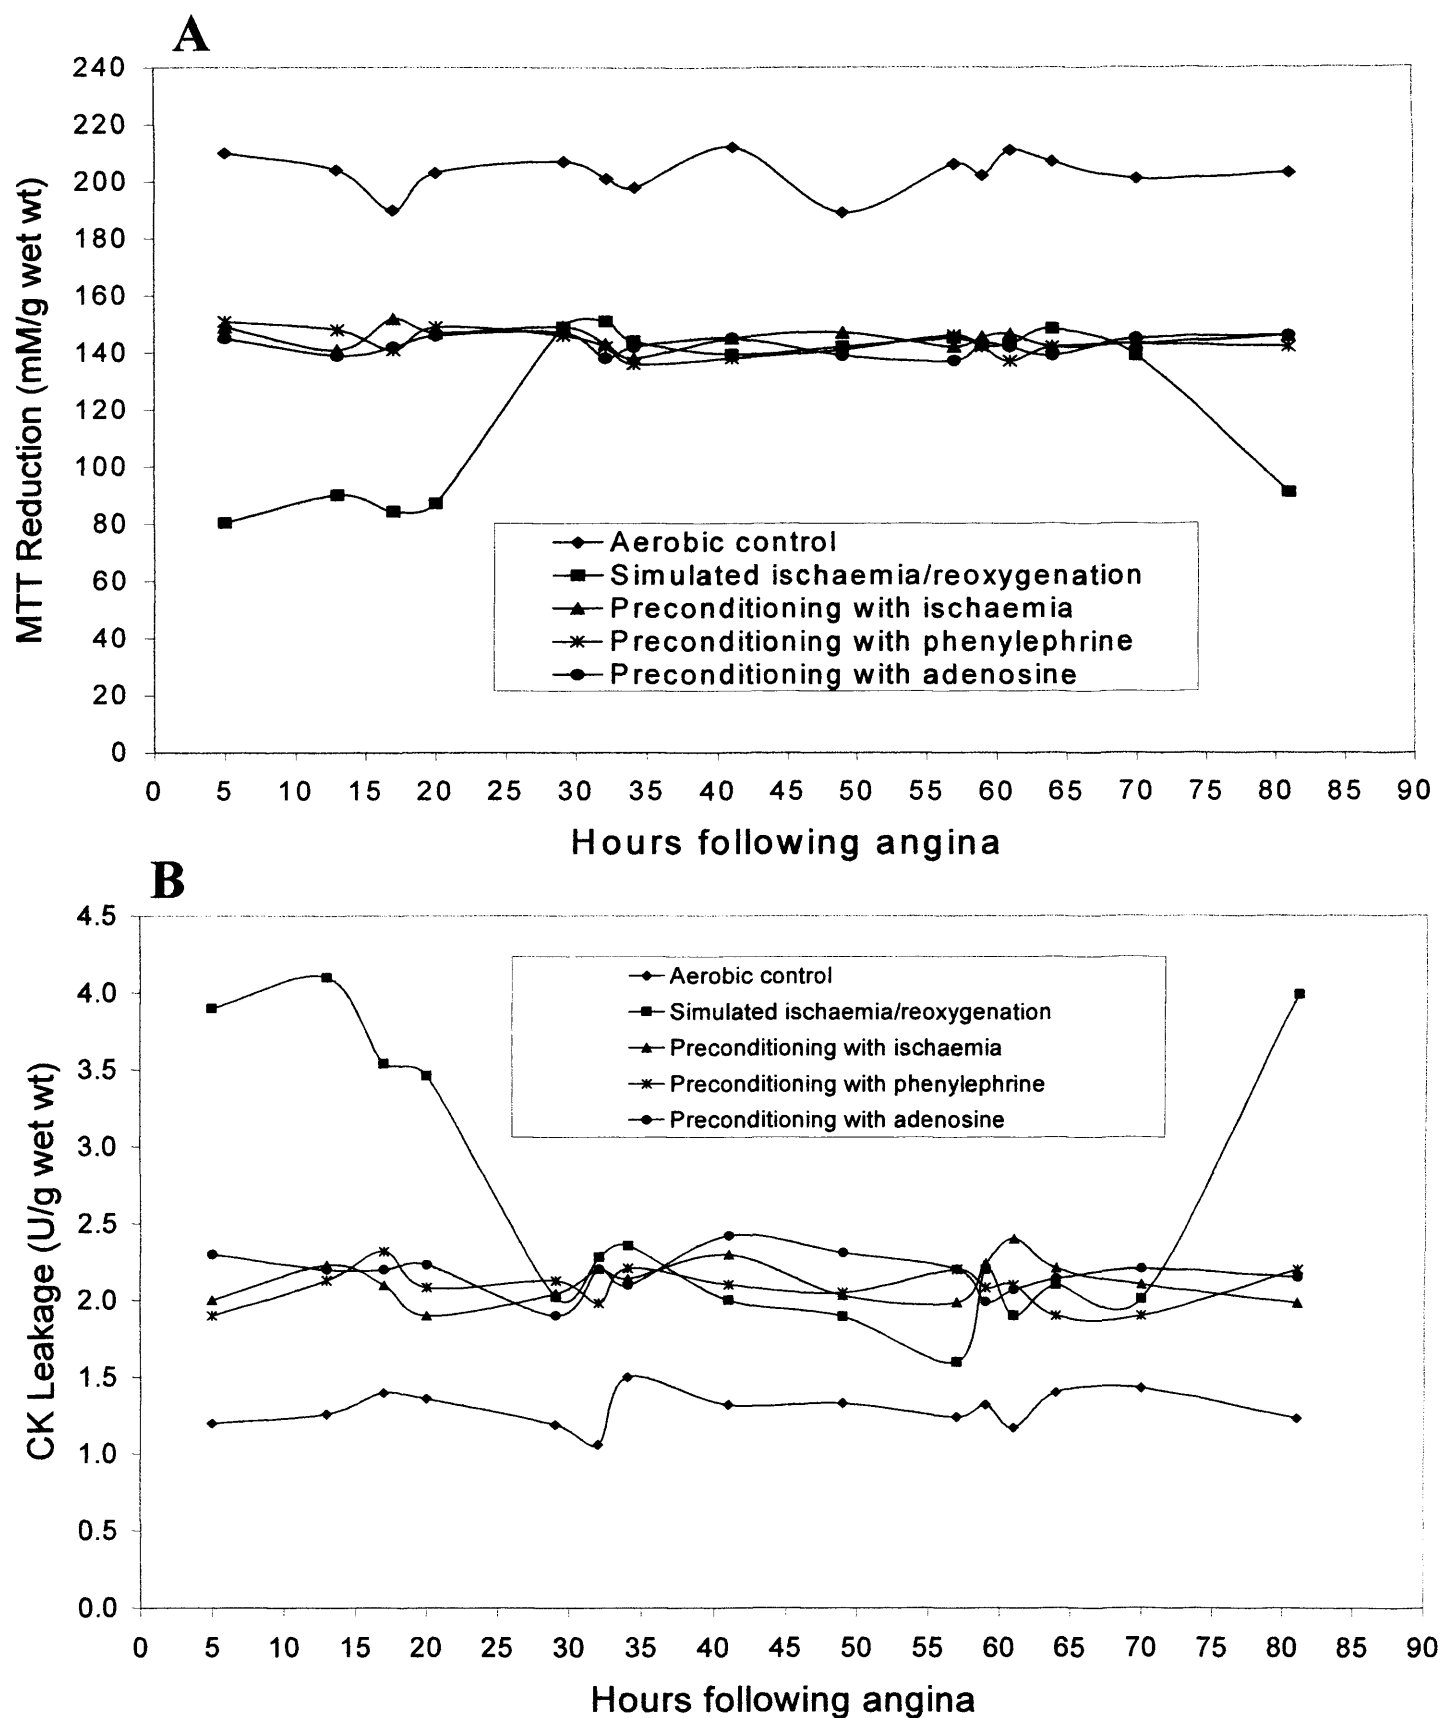 A
240
220
200
180
160
140
120
100
80
60
40
20
0
MTT Reduction (mM/g wet wt)
Aerobic control
Simulated ischaemia/reoxygenation
Preconditioning with ischaemia
Preconditioning with phenylephrine
Preconditioning with adenosine
0 5 10 15 20 25 30 35 40 45 50 55 60 65 70 75 80 85 90
Hours following angina
B
4.5
4.0
3.5
3.0
2.5
2.0
1.5
1.0
0.5
0.0
CK Leakage (U/g wet wt)
Aerobic control
Simulated ischaemia/reoxygenation
Preconditioning with ischaemia
Preconditioning with phenylephrine
Preconditioning with adenosine
0 5 10 15 20 25 30 35 40 45 50 55 60 65 70 75 80 85 90
Hours following angina